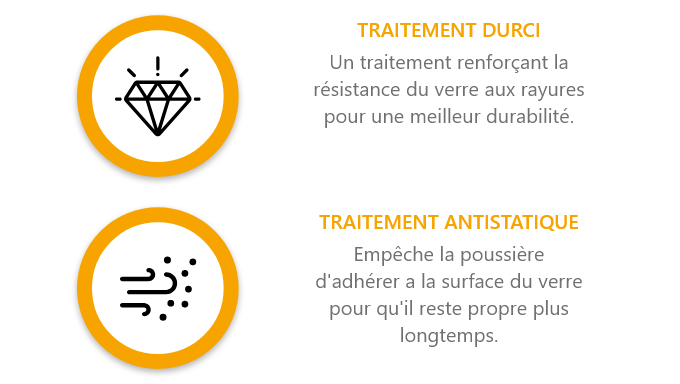 TRAITEMENT DURCI
Un traitement renforçant la
résistance du verre aux rayures
pour une meilleur durabilité.
TRAITEMENT ANTISTATIQUE
Empêche la poussière
d'adhérer a la surface du verre
pour qu'il reste propre plus
longtemps.